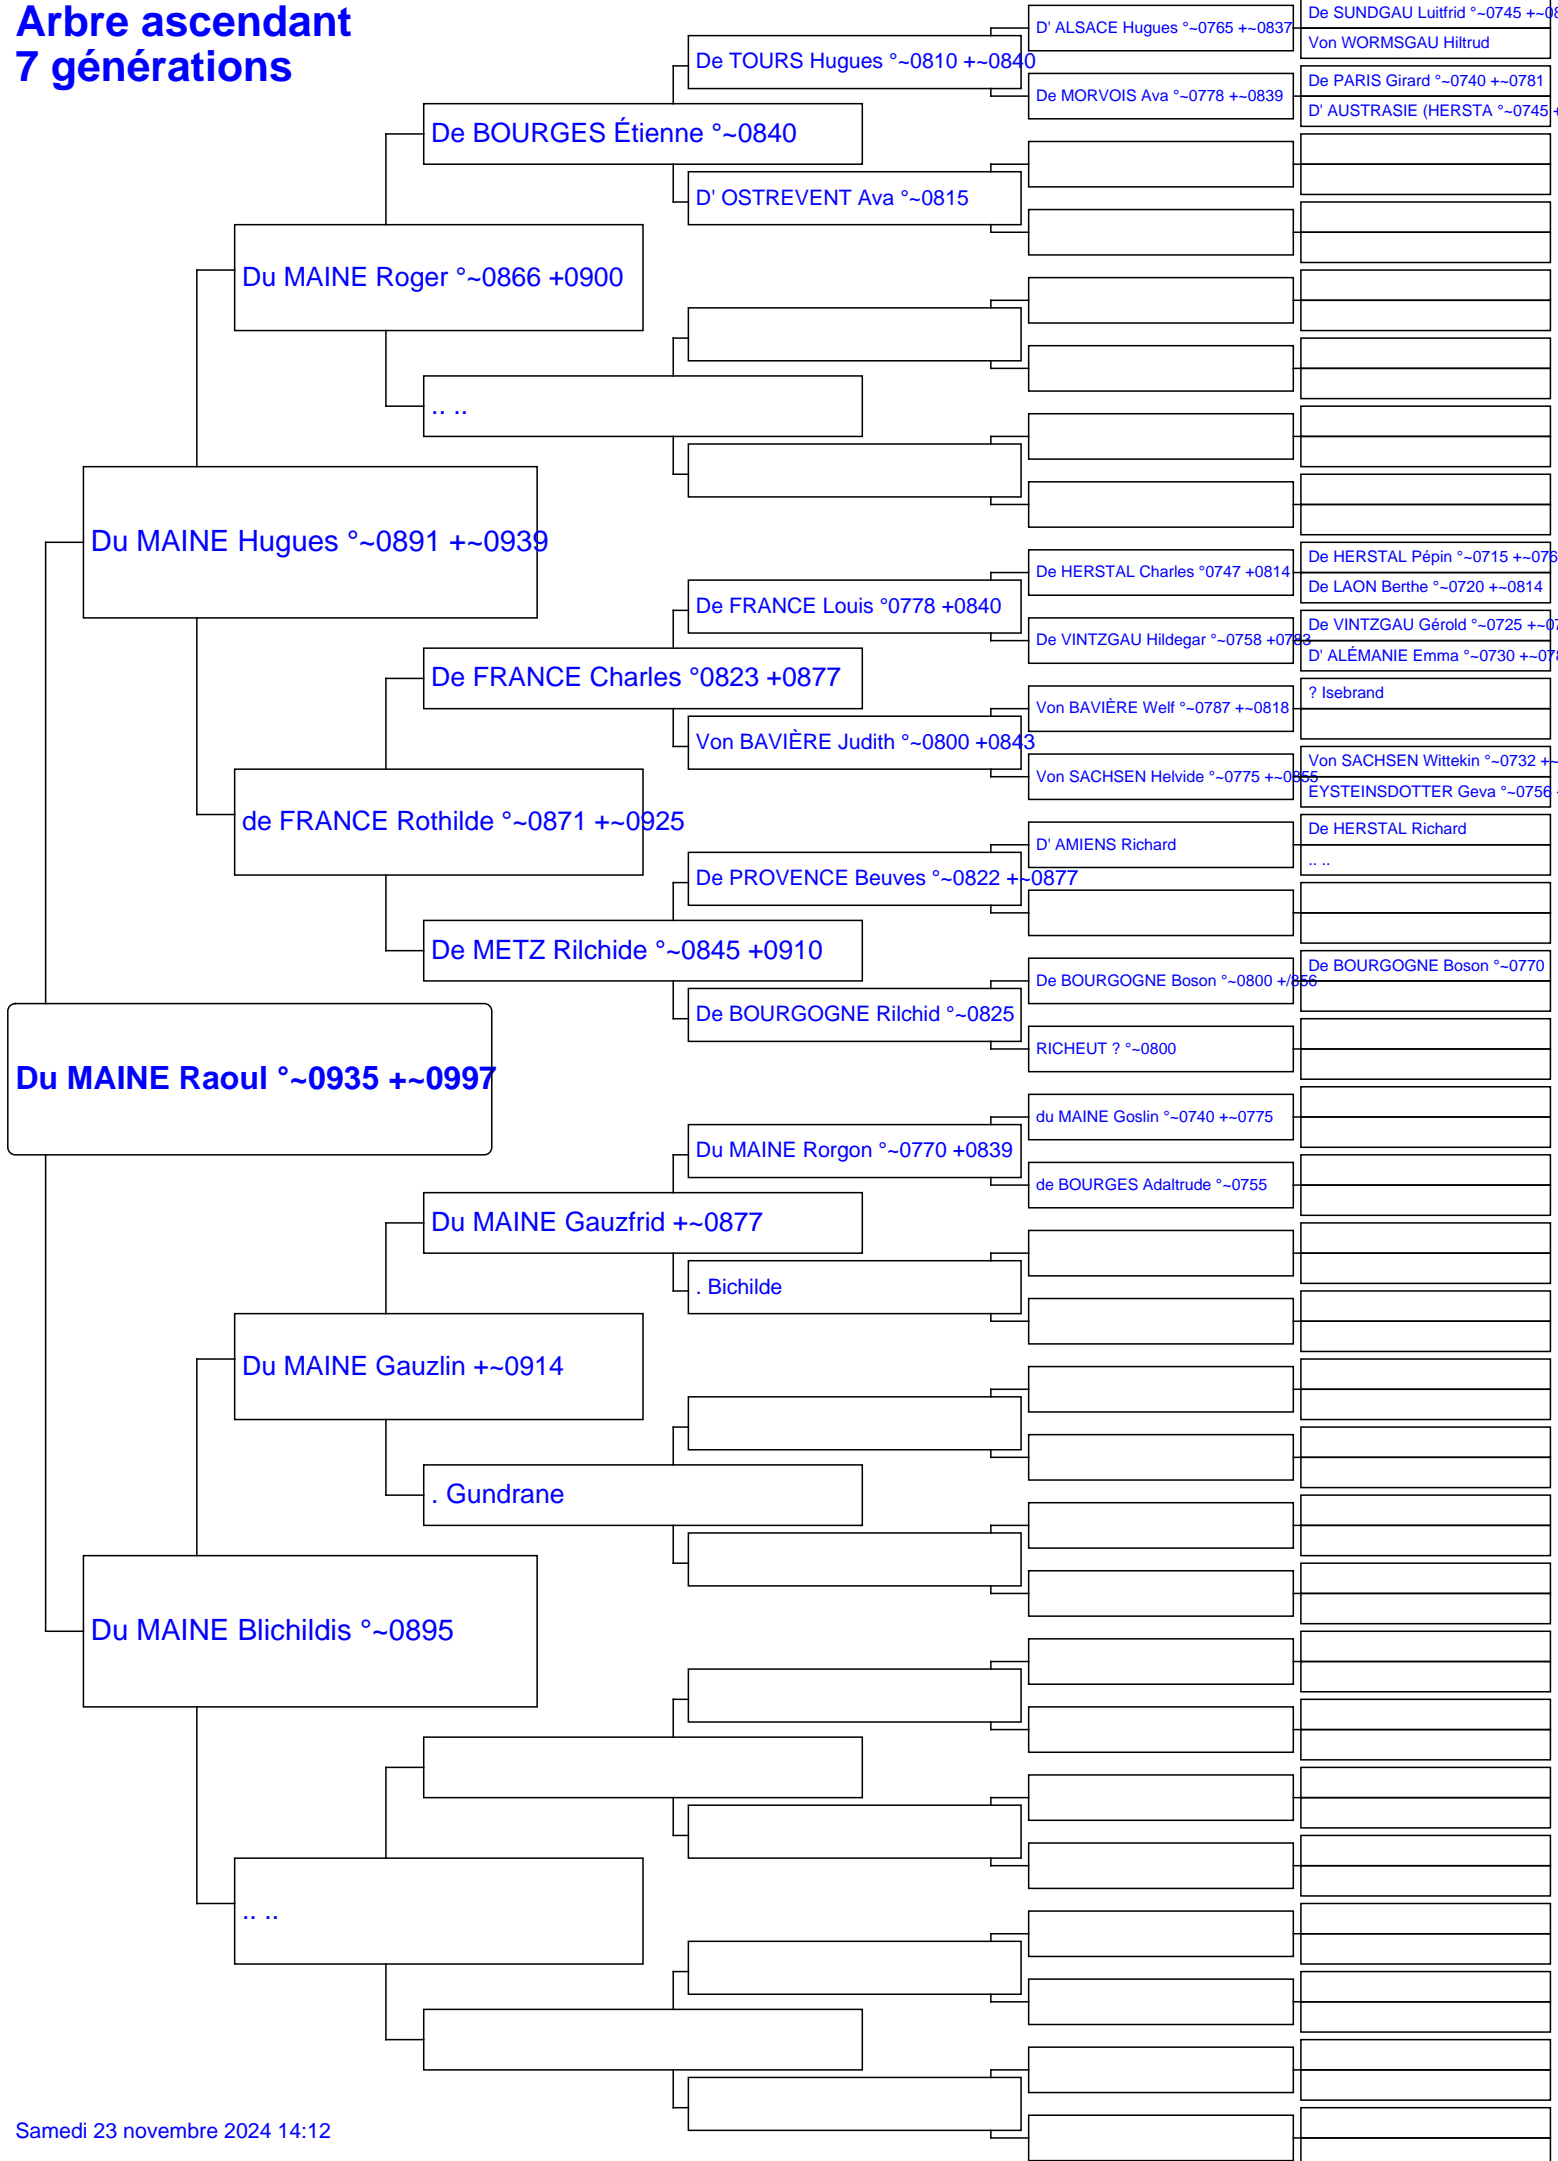 Arbre ascendant
7 générations
Du MAINE Raoul °~0935 +~0997
Du MAINE Hugues °~0891 +~0939
Du MAINE Blichildis °~0895
Du MAINE Roger °~0866 +0900
de FRANCE Rothilde °~0871 +~0925
Du MAINE Gauzlin +~0914
.. ..
De BOURGES Étienne °~0840
.. ..
De FRANCE Charles °0823 +0877
De METZ Rilchide °~0845 +0910
Du MAINE Gauzfrid +~0877
. Gundrane
De TOURS Hugues °~0810 +~0840
D' OSTREVENT Ava °~0815
De FRANCE Louis °0778 +0840
Von BAVIÈRE Judith °~0800 +0843
De PROVENCE Beuves °~0822 +~0877
De BOURGOGNE Rilchid °~0825
Du MAINE Rorgon °~0770 +0839
. Bichilde
D' ALSACE Hugues °~0765 +~0837
De MORVOIS Ava °~0778 +~0839
De HERSTAL Charles °0747 +0814
De VINTZGAU Hildegar °~0758 +0783
Von BAVIÈRE Welf °~0787 +~0818
Von SACHSEN Helvide °~0775 +~0855
D' AMIENS Richard
De BOURGOGNE Boson °~0800 +/856
RICHEUT ? °~0800
du MAINE Goslin °~0740 +~0775
de BOURGES Adaltrude °~0755
De SUNDGAU Luitfrid °~0745 +~08
Von WORMSGAU Hiltrud
De PARIS Girard °~0740 +~0781
D' AUSTRASIE (HERSTA °~0745 +
De HERSTAL Pépin °~0715 +~076
De LAON Berthe °~0720 +~0814
De VINTZGAU Gérold °~0725 +~07
D' ALÉMANIE Emma °~0730 +~078
? Isebrand
Von SACHSEN Wittekin °~0732 +~
EYSTEINSDOTTER Geva °~0756 +
De HERSTAL Richard
.. ..
De BOURGOGNE Boson °~0770
Samedi 23 novembre 2024 14:12